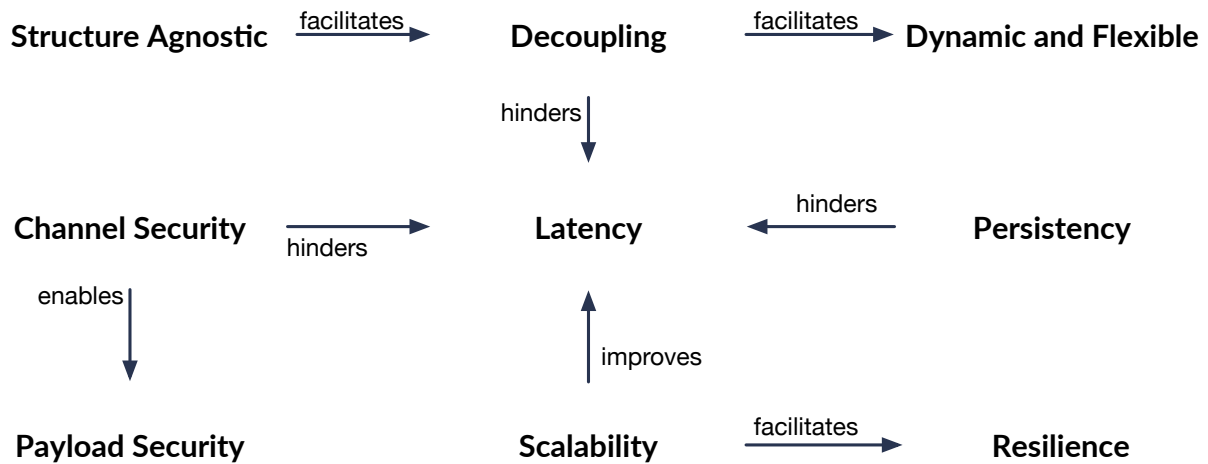 Structure Agnostic
facilitates
Decoupling
facilitates
Dynamic and Flexible
hinders
Channel Security
hinders
Latency
hinders
Persistency
enables
improves
Payload Security
Scalability
facilitates
Resilience